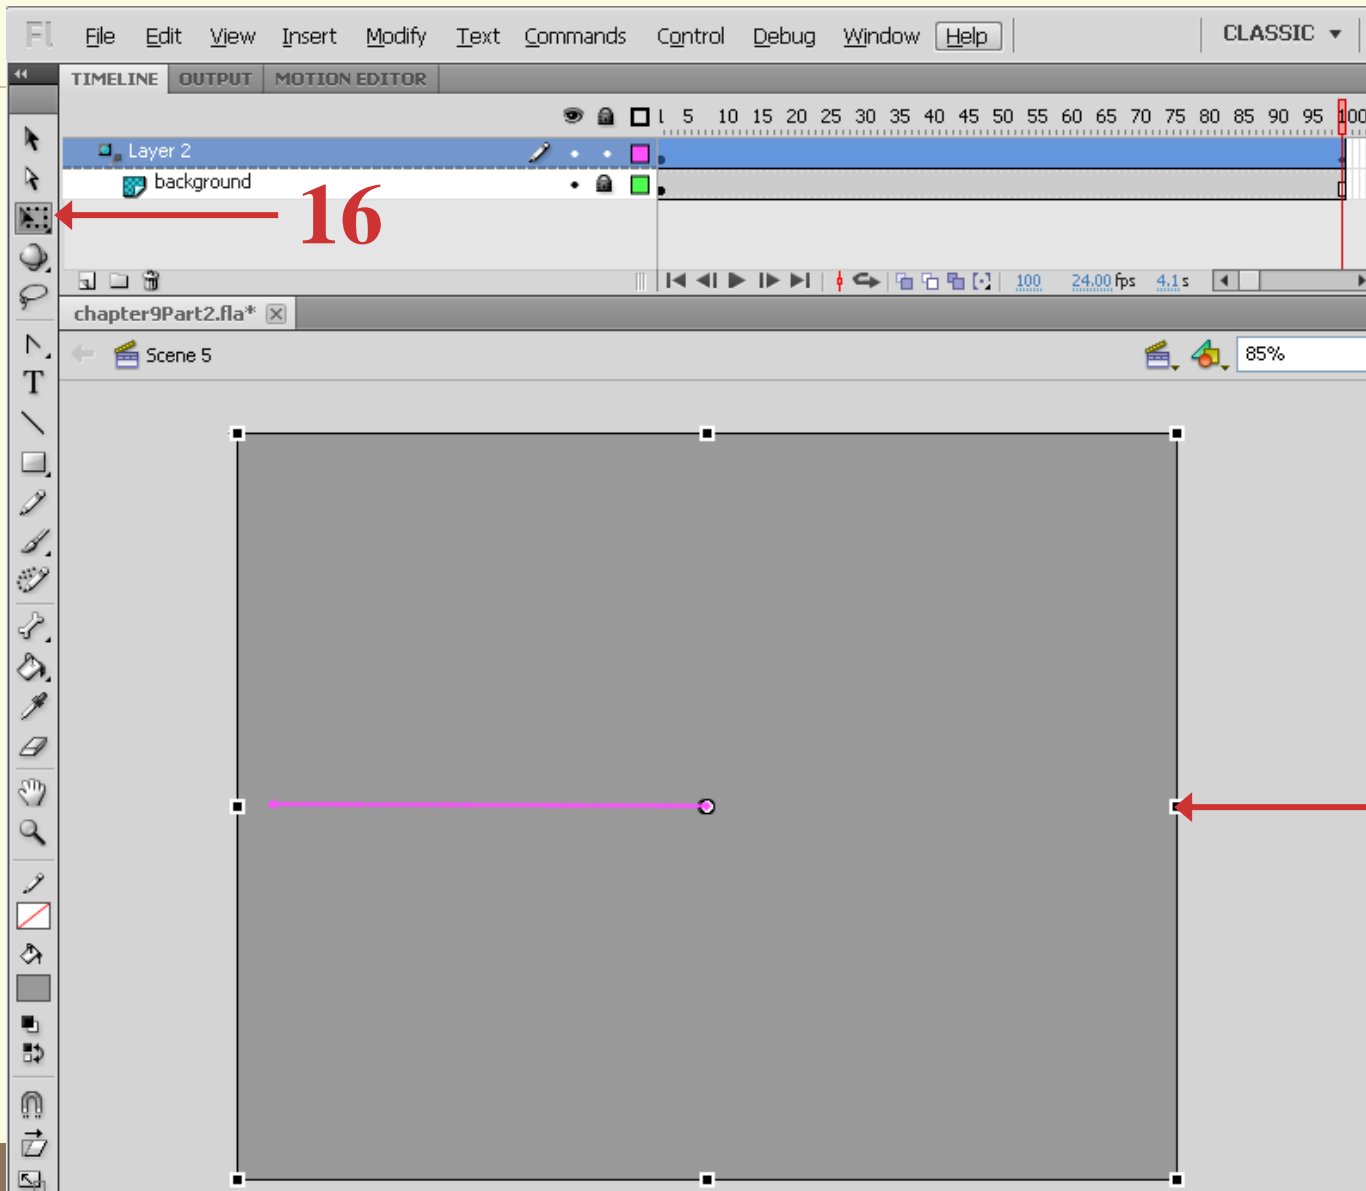 Fl File Edit View Insert Modify Text Commands Control Debug Window Help CLASSIC
TIMELINE OUTPUT MOTION EDITOR
1 5 10 15 20 25 30 35 40 45 50 55 60 65 70 75 80 85 90 95 100
Layer 2
background
16
100 24.00 fps 4.1 s
chapter9Part2.fla*
Scene 5 85%
T